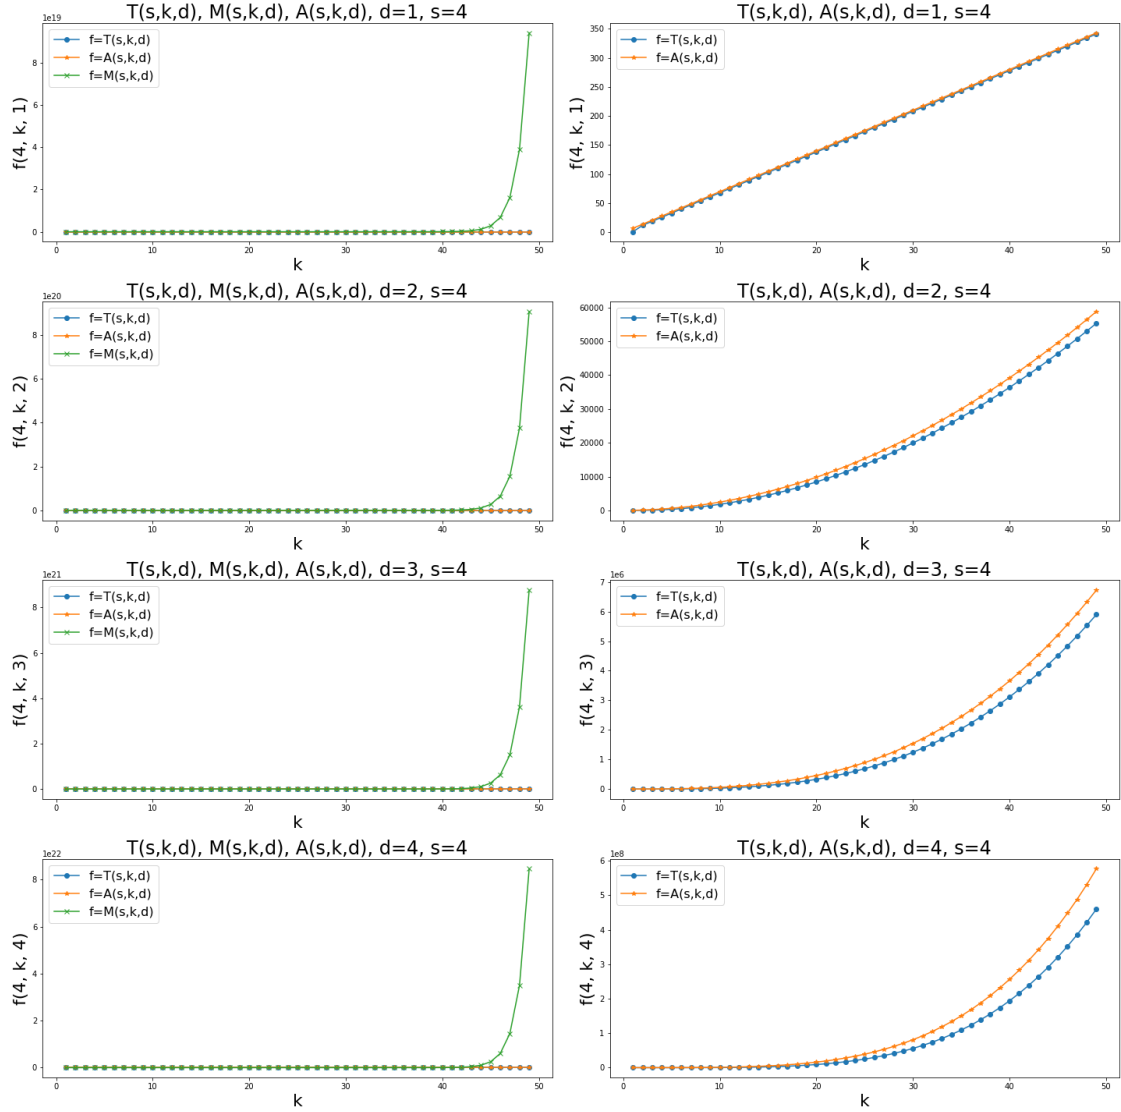 T(s,k,d), M(s,k,d), A(s,k,d), d=1, s=4
1e19
f=T(s,k,d)
f=A(s,k,d)
f=M(s,k,d)
f(4, k, 1)
8
6
4
2
0
0 10 20 30 40 50
k
T(s,k,d), A(s,k,d), d=1, s=4
f=T(s,k,d)
f=A(s,k,d)
f(4, k, 1)
350
300
250
200
150
100
50
0
0 10 20 30 40 50
k
T(s,k,d), M(s,k,d), A(s,k,d), d=2, s=4
1e20
f=T(s,k,d)
f=A(s,k,d)
f=M(s,k,d)
f(4, k, 2)
8
6
4
2
0
0 10 20 30 40 50
k
T(s,k,d), A(s,k,d), d=2, s=4
f=T(s,k,d)
f=A(s,k,d)
f(4, k, 2)
60000
50000
40000
30000
20000
10000
0
0 10 20 30 40 50
k
T(s,k,d), M(s,k,d), A(s,k,d), d=3, s=4
1e21
f=T(s,k,d)
f=A(s,k,d)
f=M(s,k,d)
f(4, k, 3)
8
6
4
2
0
0 10 20 30 40 50
k
T(s,k,d), A(s,k,d), d=3, s=4
1e6
f=T(s,k,d)
f=A(s,k,d)
f(4, k, 3)
7
6
5
4
3
2
1
0
0 10 20 30 40 50
k
T(s,k,d), M(s,k,d), A(s,k,d), d=4, s=4
1e22
f=T(s,k,d)
f=A(s,k,d)
f=M(s,k,d)
f(4, k, 4)
8
6
4
2
0
0 10 20 30 40 50
k
T(s,k,d), A(s,k,d), d=4, s=4
1e8
f=T(s,k,d)
f=A(s,k,d)
f(4, k, 4)
6
5
4
3
2
1
0
0 10 20 30 40 50
k